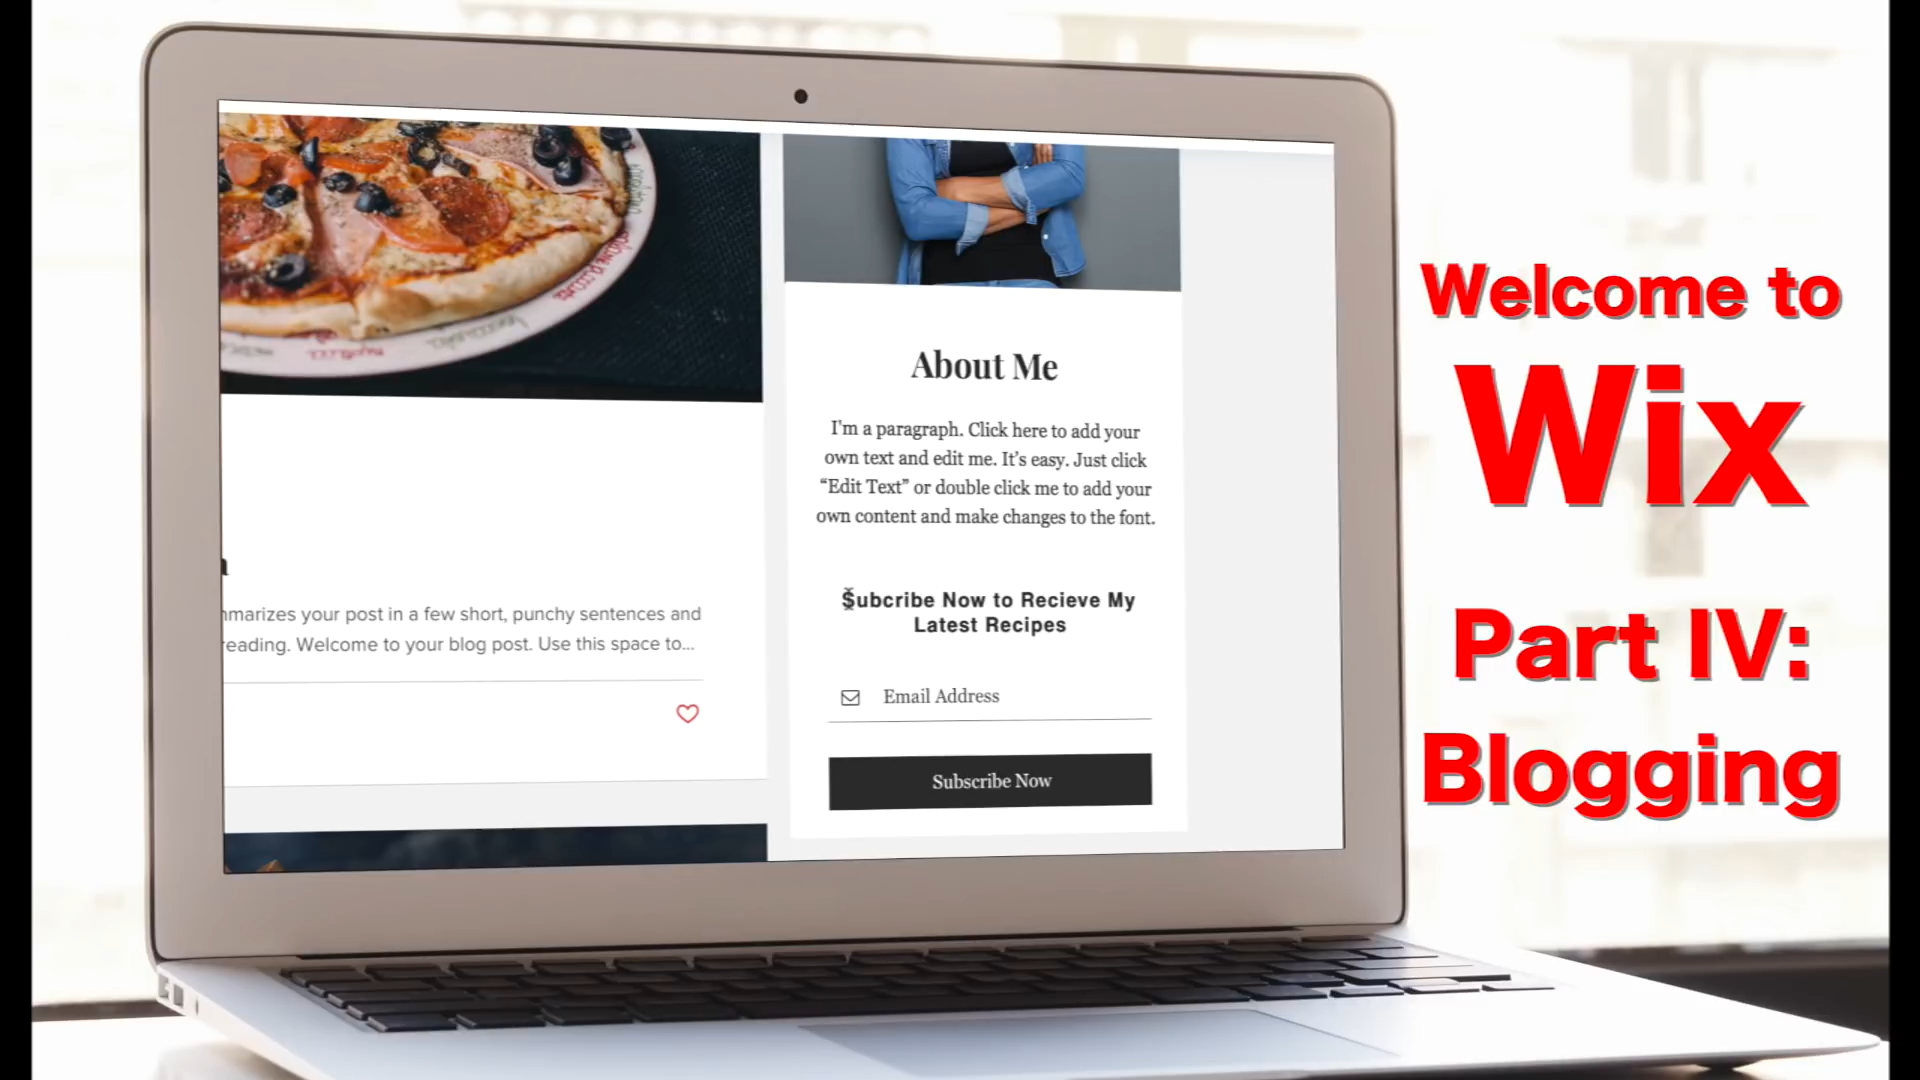 About Me
I'm a paragraph. Click here to add your
own text and edit me. It's easy. Just click
“Edit Text” or double click me to add your
own content and make changes to the font.
Subcribe Now to Recieve My
Latest Recipes
Email Address
Subscribe Now
mmarizes your post in a few short, punchy sentences and
reading. Welcome to your blog post. Use this space to...
Welcome to
Wix
Part IV:
Blogging